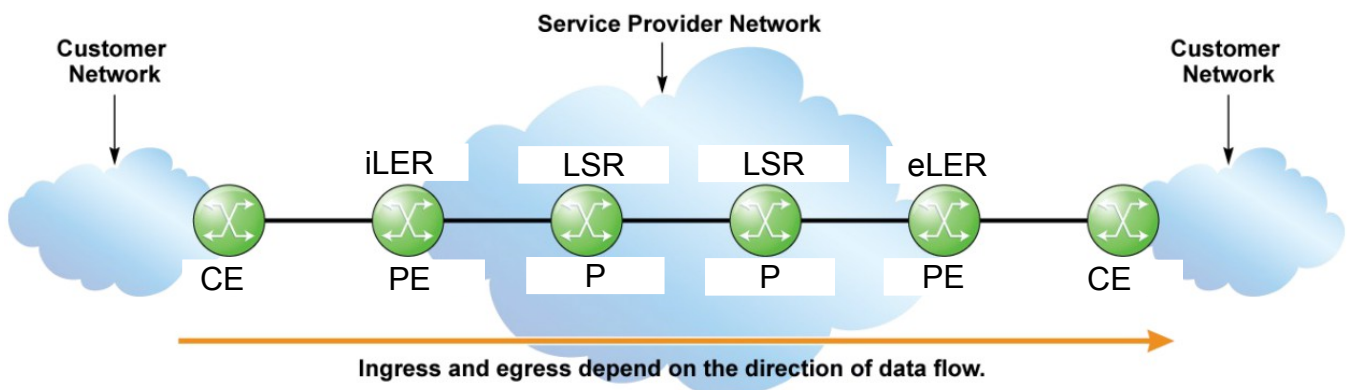 Service Provider Network
Customer
Network
Customer
Network
iLER
LSR
LSR
eLER
CE
PE
P
P
PE
CE
Ingress and egress depend on the direction of data flow.